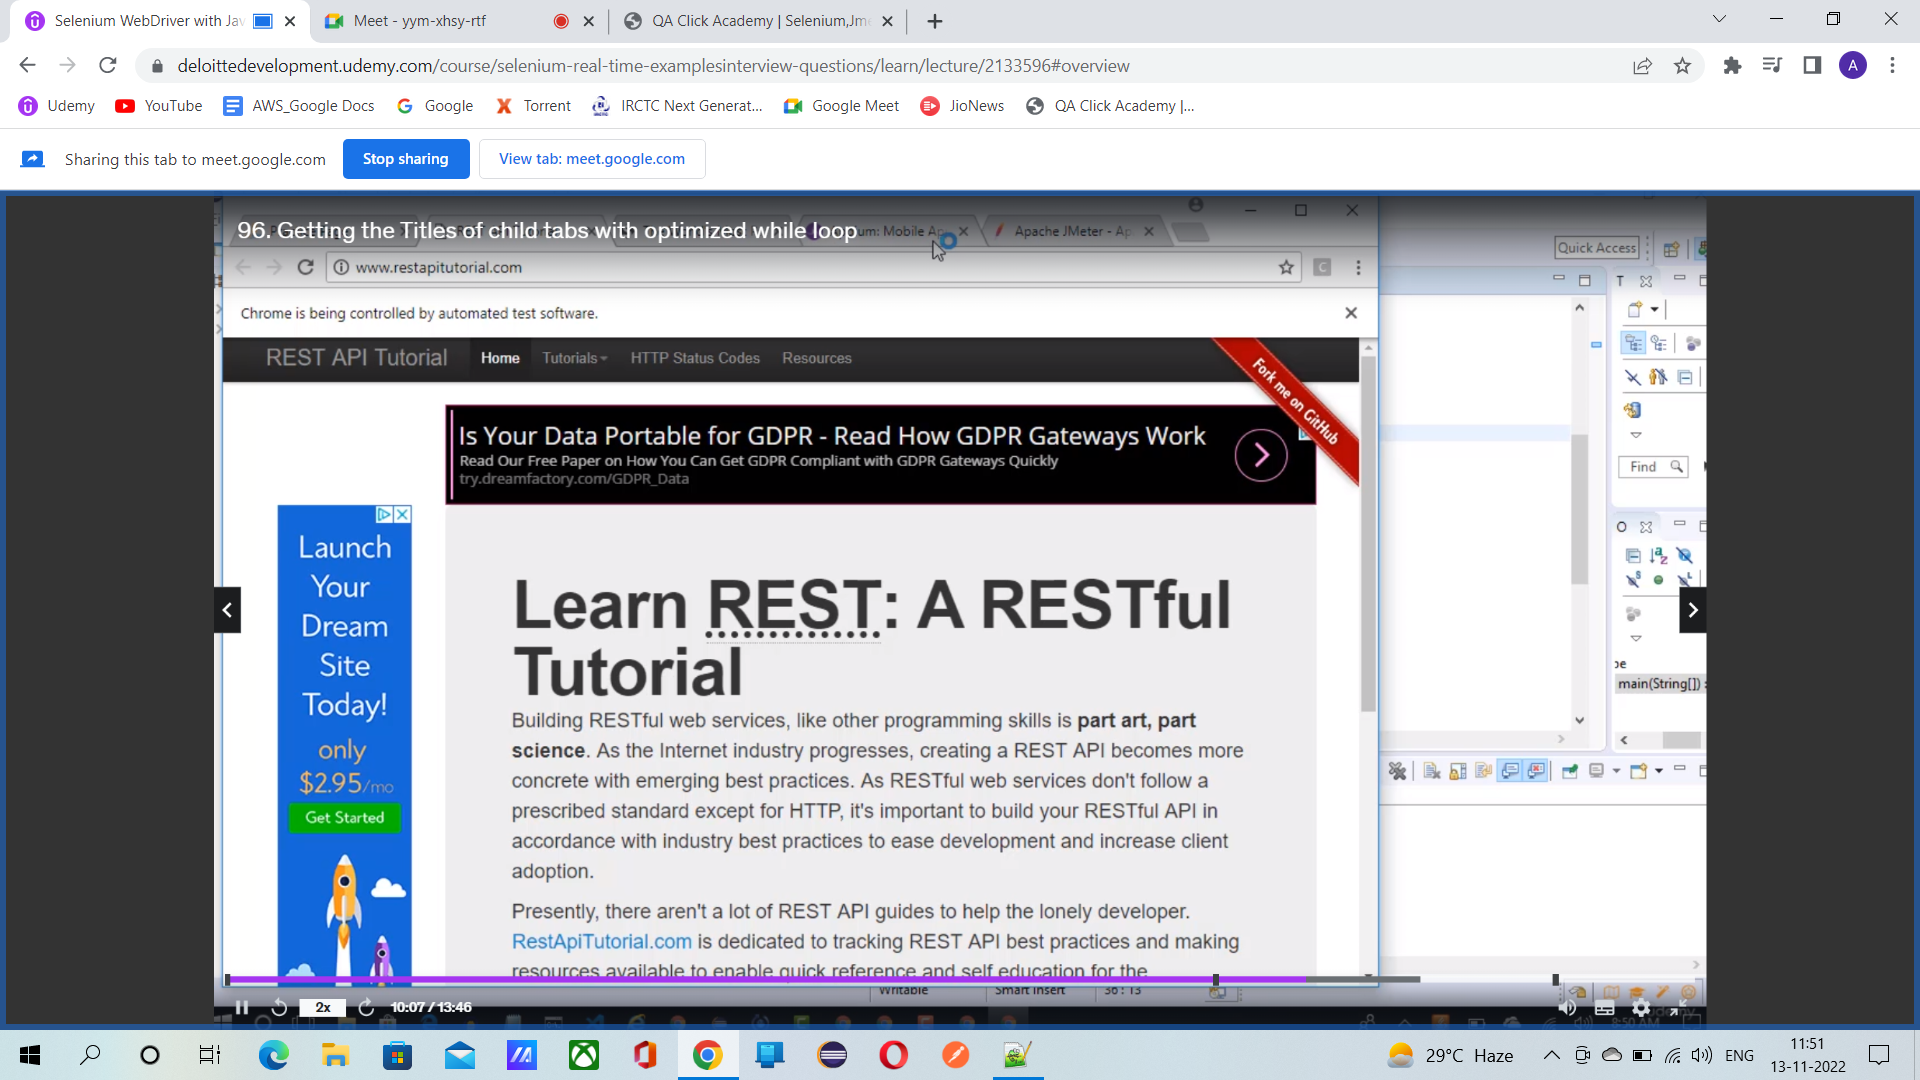 Selenium WebDriver with Jav
Meet - yym-xhsy-rtf
QA Click Academy | Selenium,Jme
deloittedevelopment.udemy.com/course/selenium-real-time-examplesinterview-questions/learn/lecture/2133596#overview
A
Udemy
YouTube
AWS_Google Docs
Google
Torrent
IRCTC Next Generat...
Google Meet
JioNews
QA Click Academy |...
Sharing this tab to meet.google.com
Stop sharing
View tab: meet.google.com
96. Getting the Titles of child tabs with optimized while loop
um: Mobile Ap
Apache JMeter - Ap
Quick Access
www.restapitutorial.com
C
T
Chrome is being controlled by automated test software.
REST API Tutorial
Home
Tutorials
HTTP Status Codes
Resources
Fork me on GitHub
Is Your Data Portable for GDPR - Read How GDPR Gateways Work
Read Our Free Paper on How You Can Get GDPR Compliant with GDPR Gateways Quickly
try.dreamfactory.com/GDPR_Data
Find
O
Launch
Your
Dream
Site
Today!
only
$2.95/mo
Get Started
Learn REST: A RESTful
Tutorial
main(String[]) :
Building RESTful web services, like other programming skills is part art, part
science. As the Internet industry progresses, creating a REST API becomes more
concrete with emerging best practices. As RESTful web services don't follow a
prescribed standard except for HTTP, it's important to build your RESTful API in
accordance with industry best practices to ease development and increase client
adoption.
Presently, there aren't a lot of REST API guides to help the lonely developer.
RestApiTutorial.com is dedicated to tracking REST API best practices and making
resources available to enable quick reference and self education for the
Writable
Smart Insert
36 : 13
2x
10:07 / 13:46
8:50 AM
29°C Haze
ENG
11:51
13-11-2022